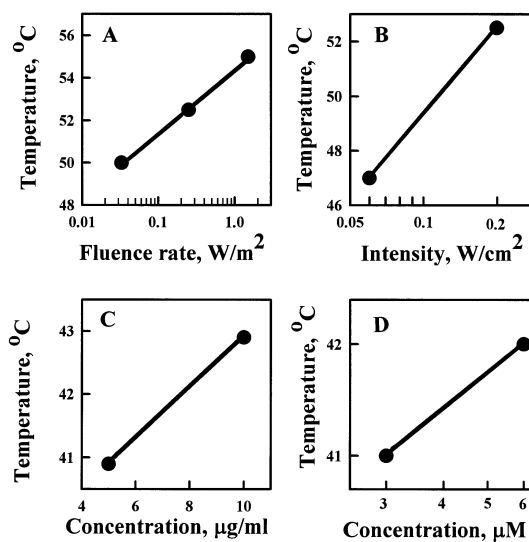 A
Temperature, °C
56
54
52
50
48
0.01 0.1 1.0
Fluence rate, W/m²
B
Temperature, °C
52
50
48
46
0.05 0.1 0.2
Intensity, W/cm²
C
Temperature, °C
43
42
41
4 6 8 10
Concentration, μg/ml
D
Temperature, °C
42
41
3 4 5 6
Concentration, μM